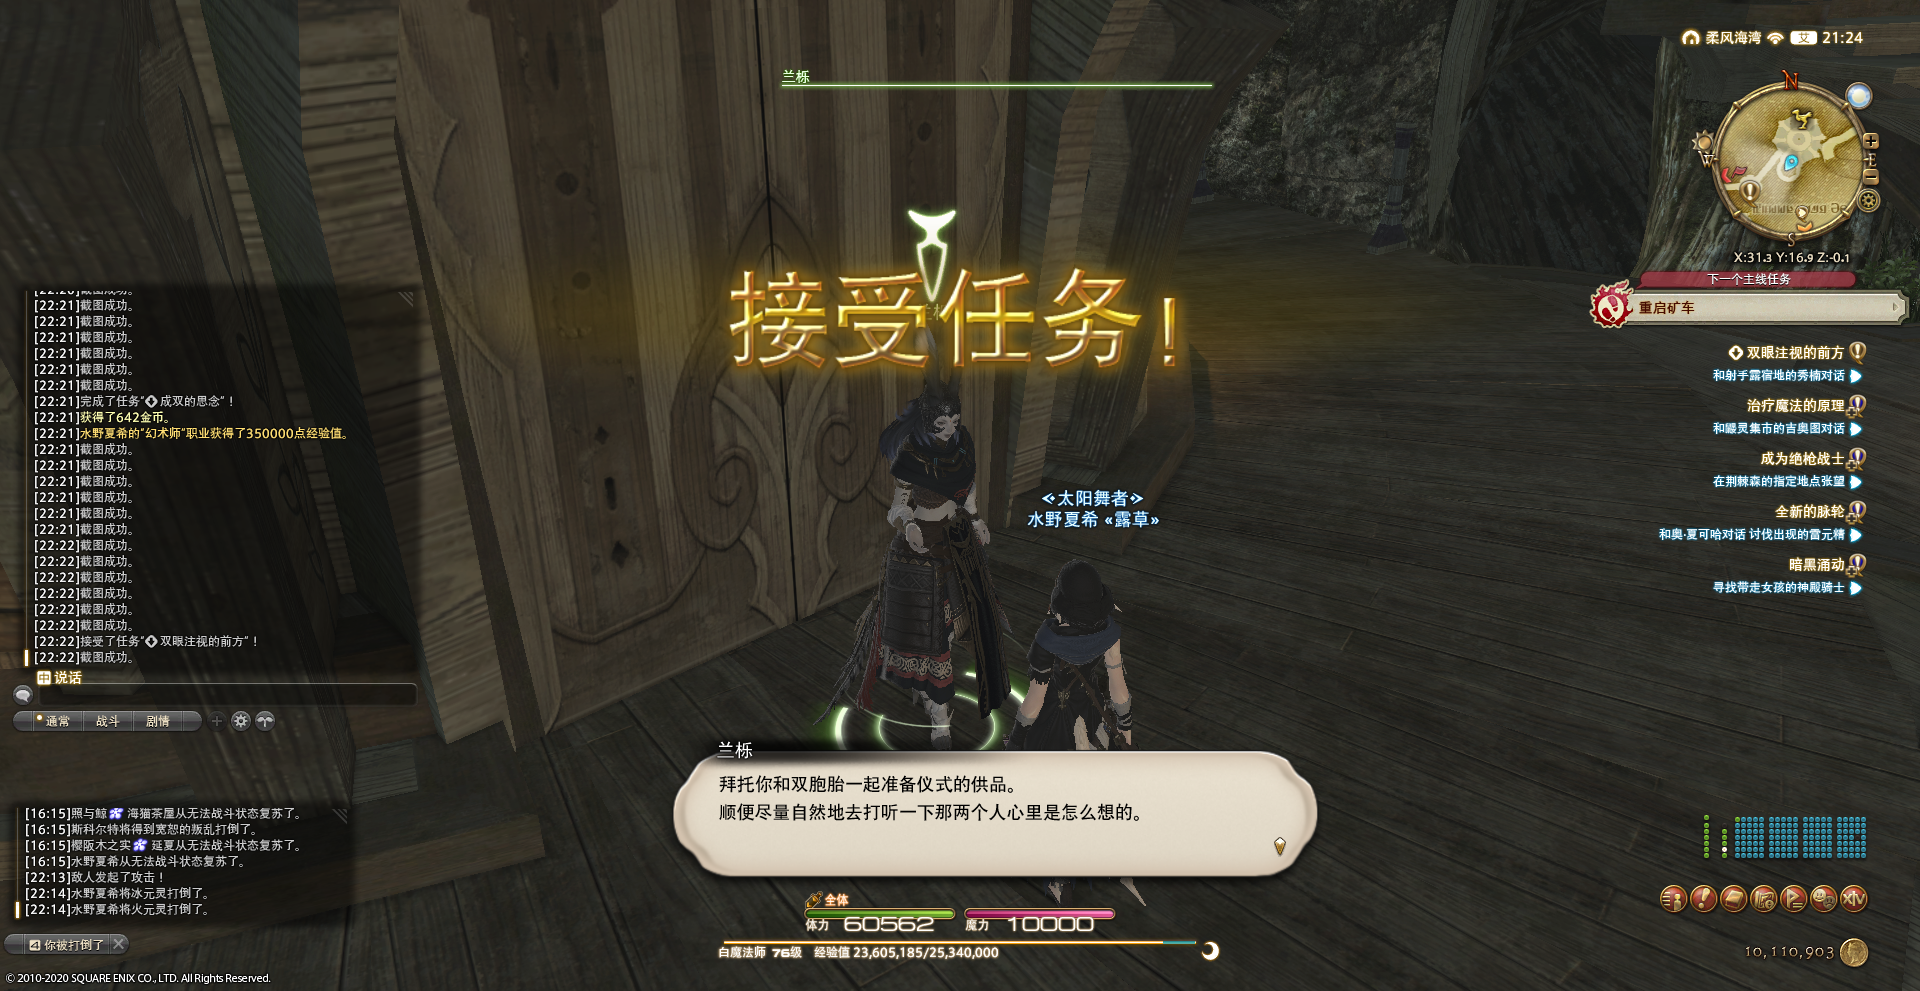 兰栎
柔风海湾 艾 21:24
N
W
E
S
X:31.3 Y:16.9 Z:-0.1
下一个主线任务
重启矿车
双眼注视的前方
和射手露宿地的秀楠对话
治疗魔法的原理
和鼹灵集市的吉奥图对话
成为绝枪战士
在荆棘森的指定地点张望
全新的脉轮
和奥·夏可哈对话 讨伐出现的雷元精
暗黑涌动
寻找带走女孩的神殿骑士
接受任务!
<太阳舞者>
水野夏希 «露草»
[22:21]截图成功。
[22:21]截图成功。
[22:21]截图成功。
[22:21]截图成功。
[22:21]截图成功。
[22:21]截图成功。
[22:21]完成了任务“成双的思念”！
[22:21]获得了642金币。
[22:21]水野夏希的“幻术师”职业获得了350000点经验值。
[22:21]截图成功。
[22:21]截图成功。
[22:21]截图成功。
[22:21]截图成功。
[22:21]截图成功。
[22:21]截图成功。
[22:22]截图成功。
[22:22]截图成功。
[22:22]截图成功。
[22:22]截图成功。
[22:22]截图成功。
[22:22]截图成功。
[22:22]接受了任务“双眼注视的前方”！
[22:22]截图成功。
说话
通常 战斗 剧情
[16:15]照与鲸 海猫茶屋从无法战斗状态复苏了。
[16:15]斯科尔特将得到宽恕的叛乱打倒了。
[16:15]樱阪木之实 延夏从无法战斗状态复苏了。
[16:15]水野夏希从无法战斗状态复苏了。
[22:13]敌人发起了攻击！
[22:14]水野夏希将冰元灵打倒了。
[22:14]水野夏希将火元灵打倒了。
4 你被打倒了
© 2010-2020 SQUARE ENIX CO., LTD. All Rights Reserved.
兰栎
拜托你和双胞胎一起准备仪式的供品。
顺便尽量自然地去打听一下那两个人心里是怎么想的。
全体
体力 60562 魔力 10000
白魔法师 76级 经验值 23,605,185/25,340,000
XIV
10,110,903